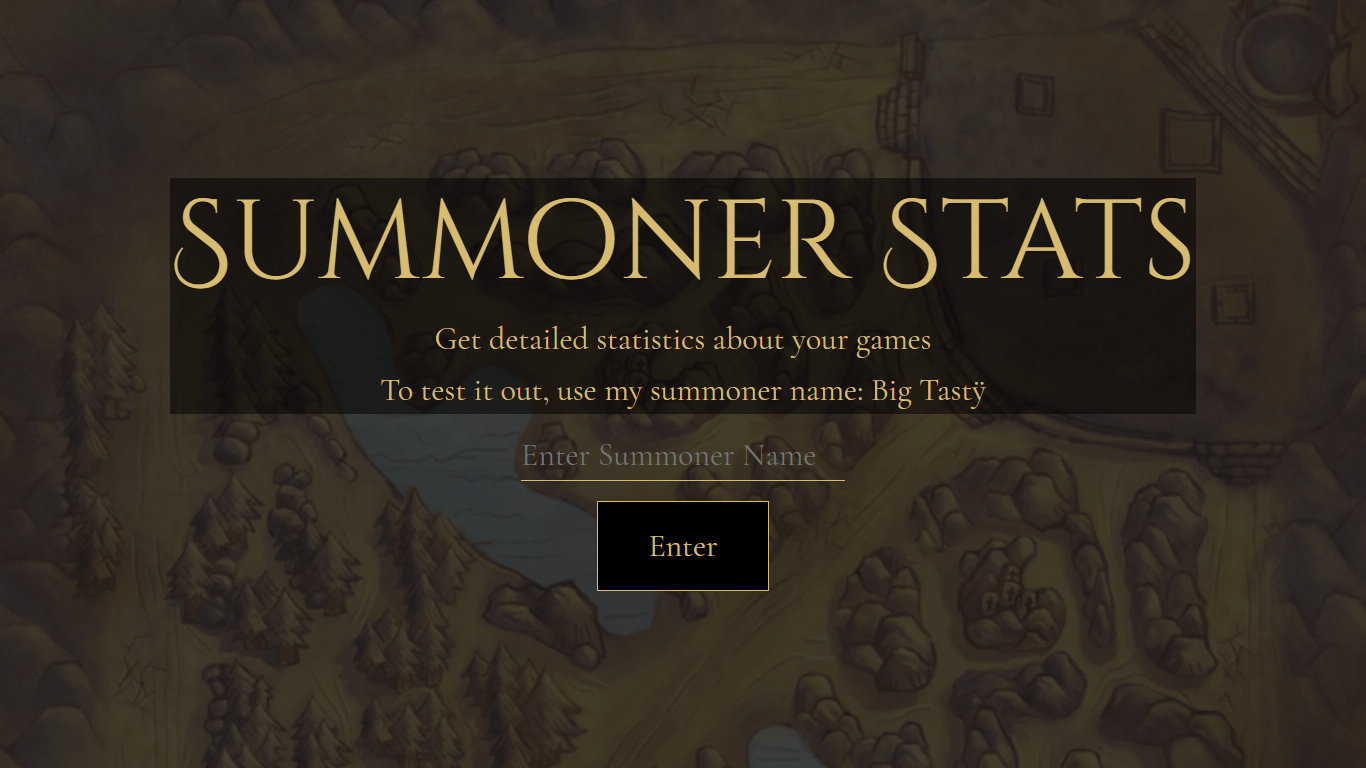 Summoner Stats
Get detailed statistics about your games
To test it out, use my summoner name: Big Tastÿ
Enter Summoner Name
Enter